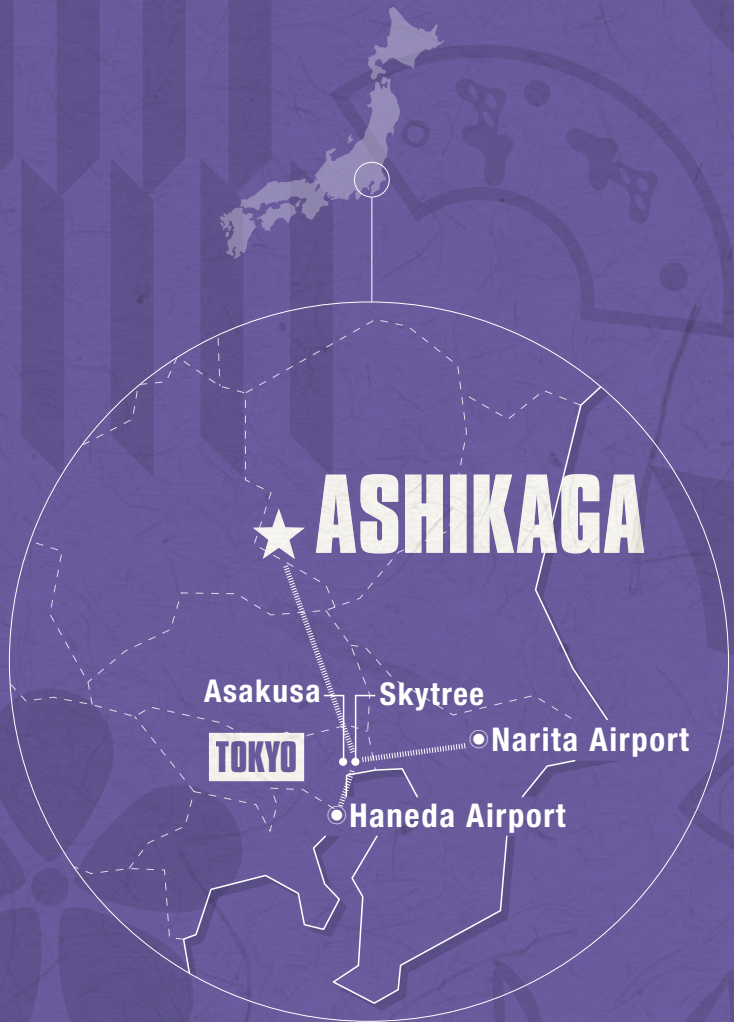 ASHIKAGA
Asakusa
Skytree
TOKYO
Narita Airport
Haneda Airport